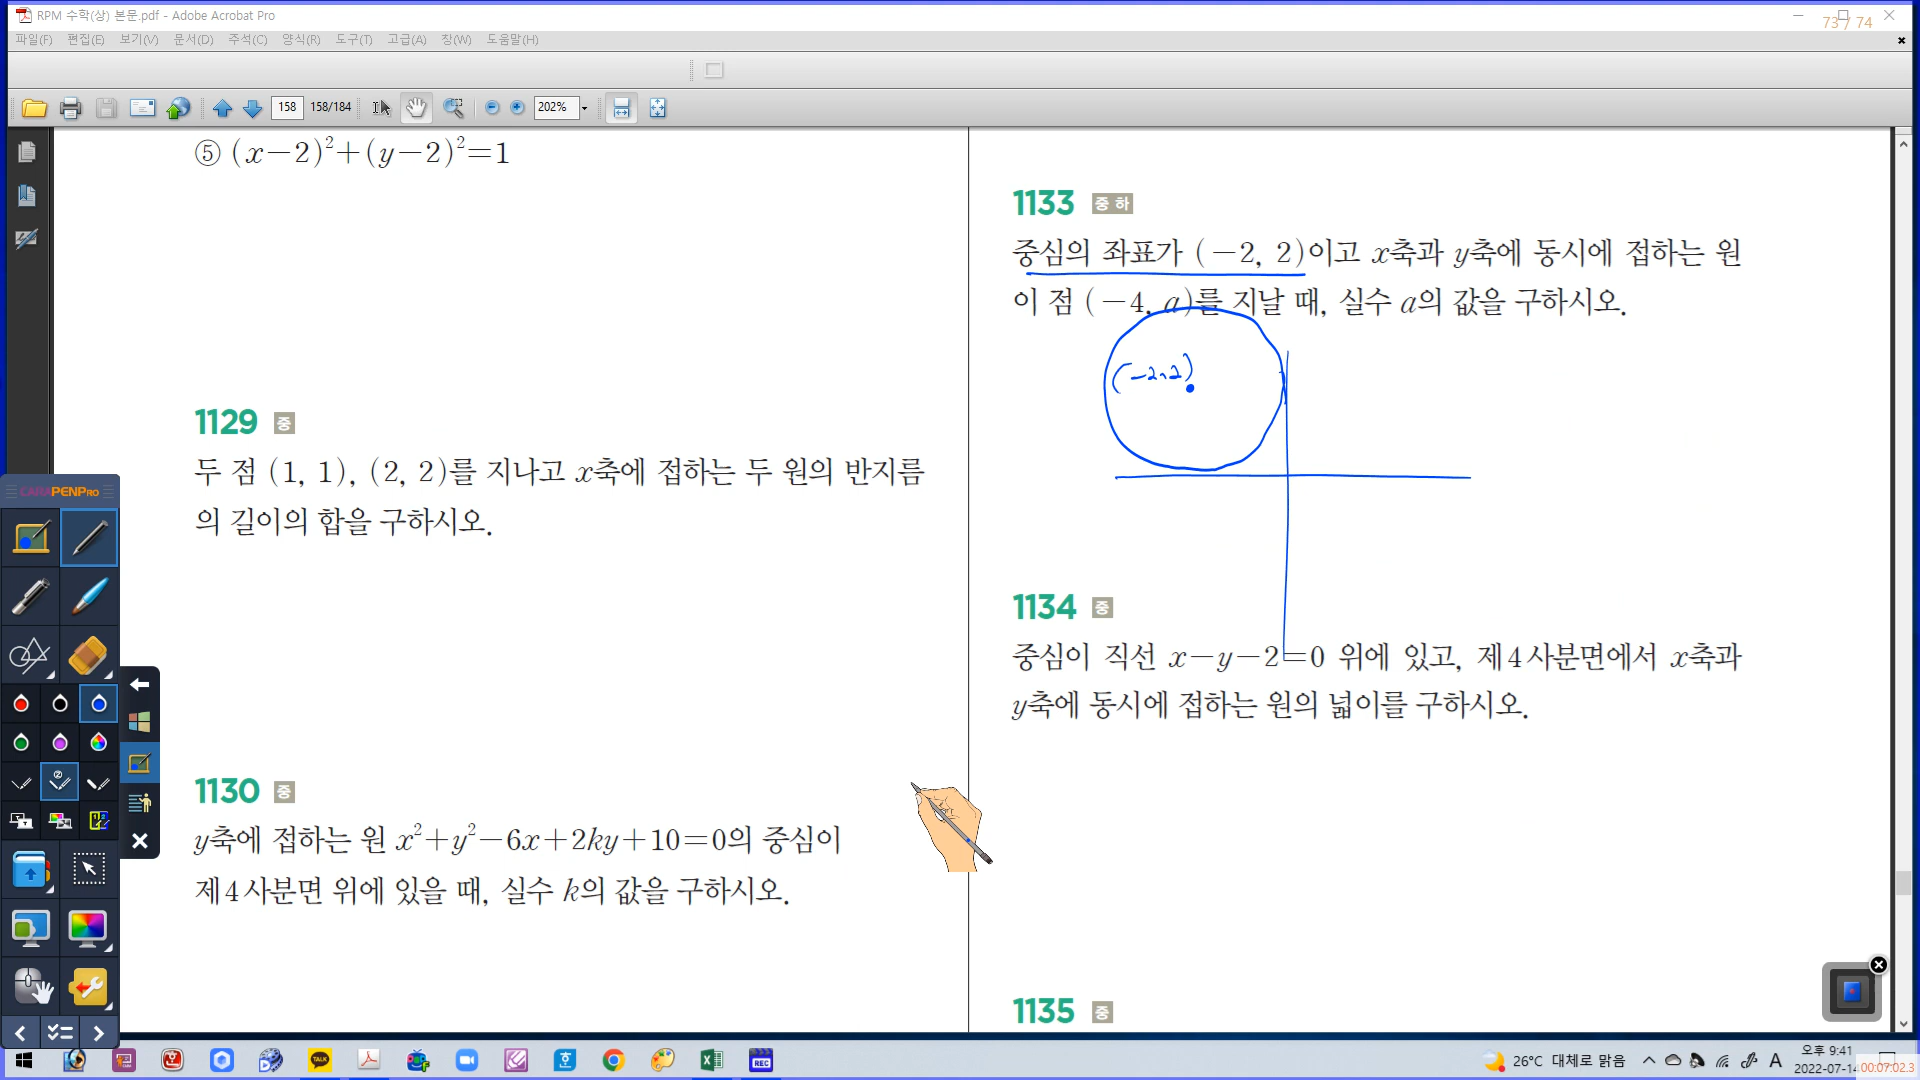 RPM 수학(상) 본문.pdf - Adobe Acrobat Pro
73 / 74
파일(F) 편집(E) 보기(V) 문서(D) 주석(C) 양식(R) 도구(T) 고급(A) 창(W) 도움말(H)
158 158/184 202%
⑤ (x-2)²+(y-2)²=1
1129 중
두 점 (1, 1), (2, 2)를 지나고 x축에 접하는 두 원의 반지름
의 길이의 합을 구하시오.
1130 중
y축에 접하는 원 x²+y²-6x+2ky+10=0의 중심이
제4사분면 위에 있을 때, 실수 k의 값을 구하시오.
1133 중 하
중심의 좌표가 (-2, 2)이고 x축과 y축에 동시에 접하는 원
이 점 (-4, a)를 지날 때, 실수 a의 값을 구하시오.
(-2, 2)
1134 중
중심이 직선 x-y-2=0 위에 있고, 제4사분면에서 x축과
y축에 동시에 접하는 원의 넓이를 구하시오.
1135 중
CARAPENPRO
TALK
REC
26°C 대체로 맑음
A
오후 9:41
2022-07-14
00:07:02.3